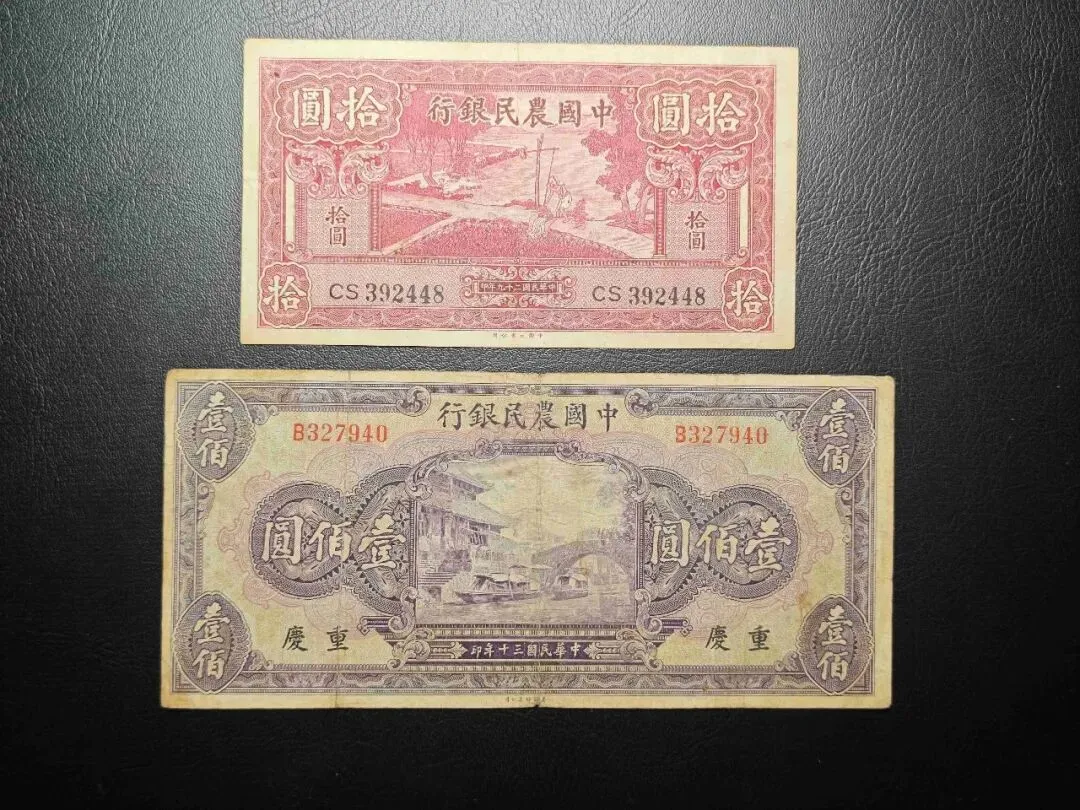 拾圓
中國農民銀行
拾圓
拾圓
拾圓
拾
CS 392448
中華民國二十九年印
CS 392448
拾
壹佰
中國農民銀行
壹佰
B327940
B327940
壹佰圓
壹佰圓
壹佰
重慶
重慶
壹佰
中華民國三十年印